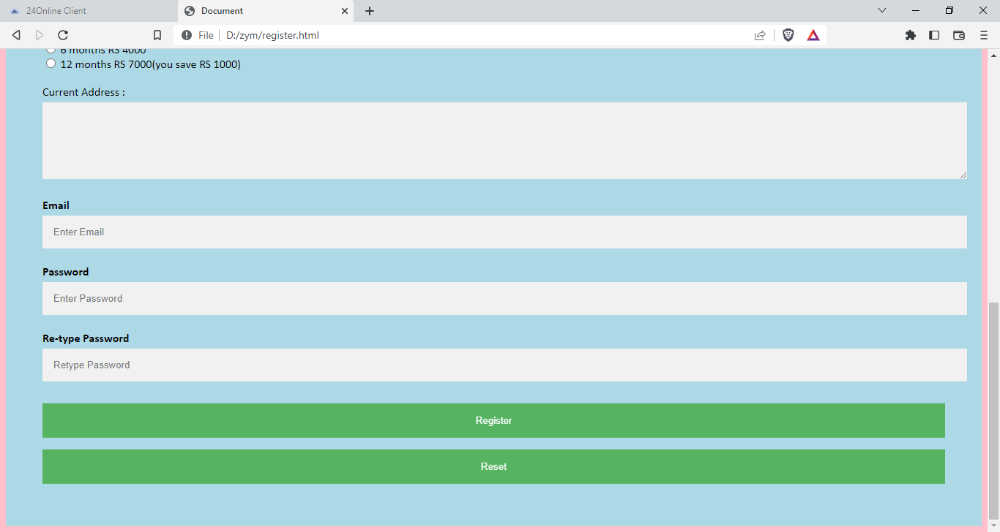 24Online Client
Document
File D:/zym/register.html
6 months RS 4000
12 months RS 7000(you save RS 1000)
Current Address :
Email
Enter Email
Password
Enter Password
Re-type Password
Retype Password
Register
Reset